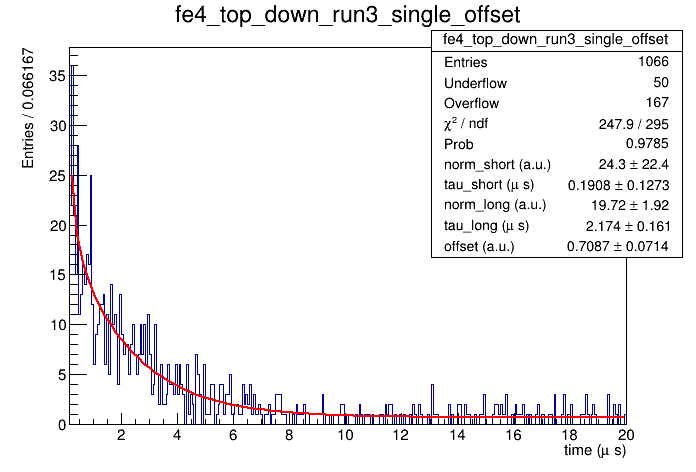 fe4_top_down_run3_single_offset
fe4_top_down_run3_single_offset
Entries 1066
Underflow 50
Overflow 167
χ² / ndf 247.9 / 295
Prob 0.9785
norm_short (a.u.) 24.3 ± 22.4
tau_short (μ s) 0.1908 ± 0.1273
norm_long (a.u.) 19.72 ± 1.92
tau_long (μ s) 2.174 ± 0.161
offset (a.u.) 0.7087 ± 0.0714
Entries / 0.066167
35
30
25
20
15
10
5
0
2 4 6 8 10 12 14 16 18 20
time (μ s)